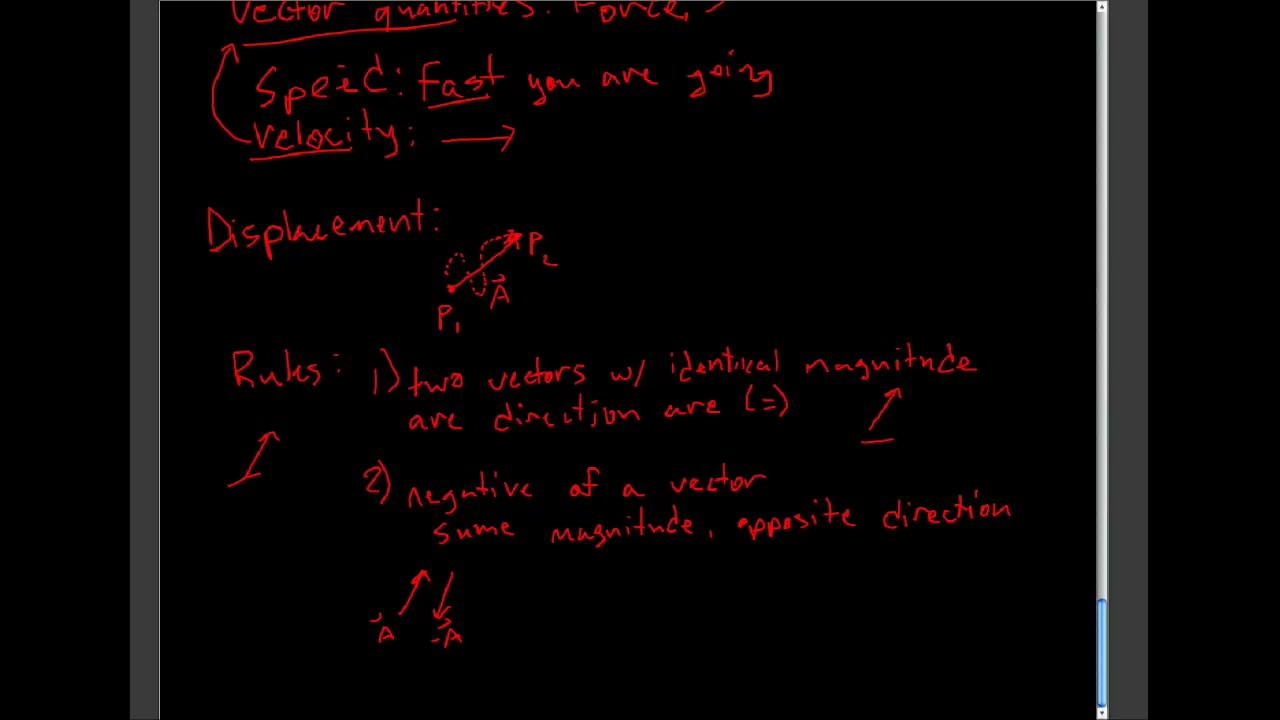 Vector quantities: Force,
Speed: Fast you are going
velocity:
Displacement:
P2
A
P1
Rules: 1) two vectors w/ identical magnitude
are direction are (=)
2) negative of a vector
same magnitude, opposite direction
A -A